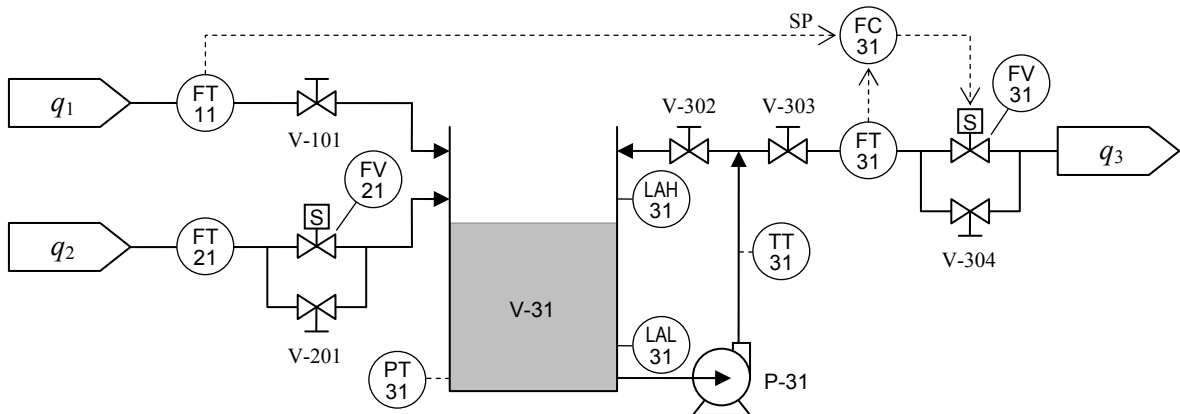 SP
FC
31
q1
FT
11
V-101
V-302
V-303
FT
31
S
FV
31
q3
FV
21
S
LAH
31
q2
FT
21
TT
31
V-304
V-31
V-201
PT
31
LAL
31
P-31